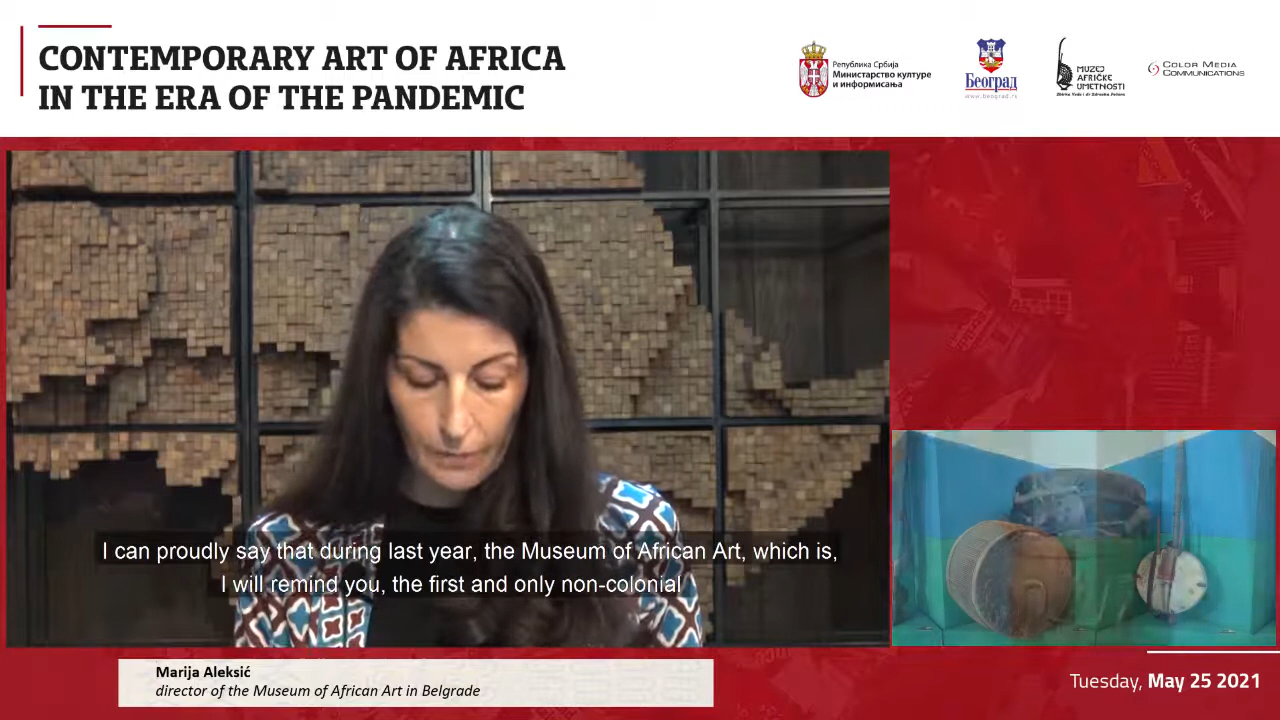 CONTEMPORARY ART OF AFRICA
IN THE ERA OF THE PANDEMIC
Република Србија
Министарство културе
и информисања
Београд
www.beograd.rs
MUZEJ
AFRIČKE
UMETNOSTI
COLOR MEDIA
COMMUNICATIONS
I can proudly say that during last year, the Museum of African Art, which is,
I will remind you, the first and only non-colonial
Marija Aleksić
director of the Museum of African Art in Belgrade
Tuesday, May 25 2021